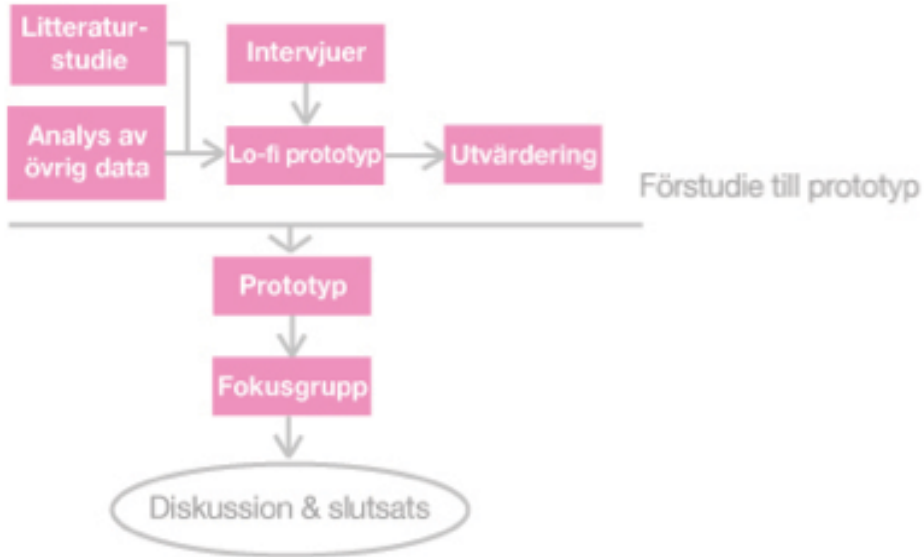 Litteratur-
studie
Intervjuer
Analys av
övrig data
Lo-fi prototyp
Utvärdering
Förstudie till prototyp
Prototyp
Fokusgrupp
Diskussion & slutsats